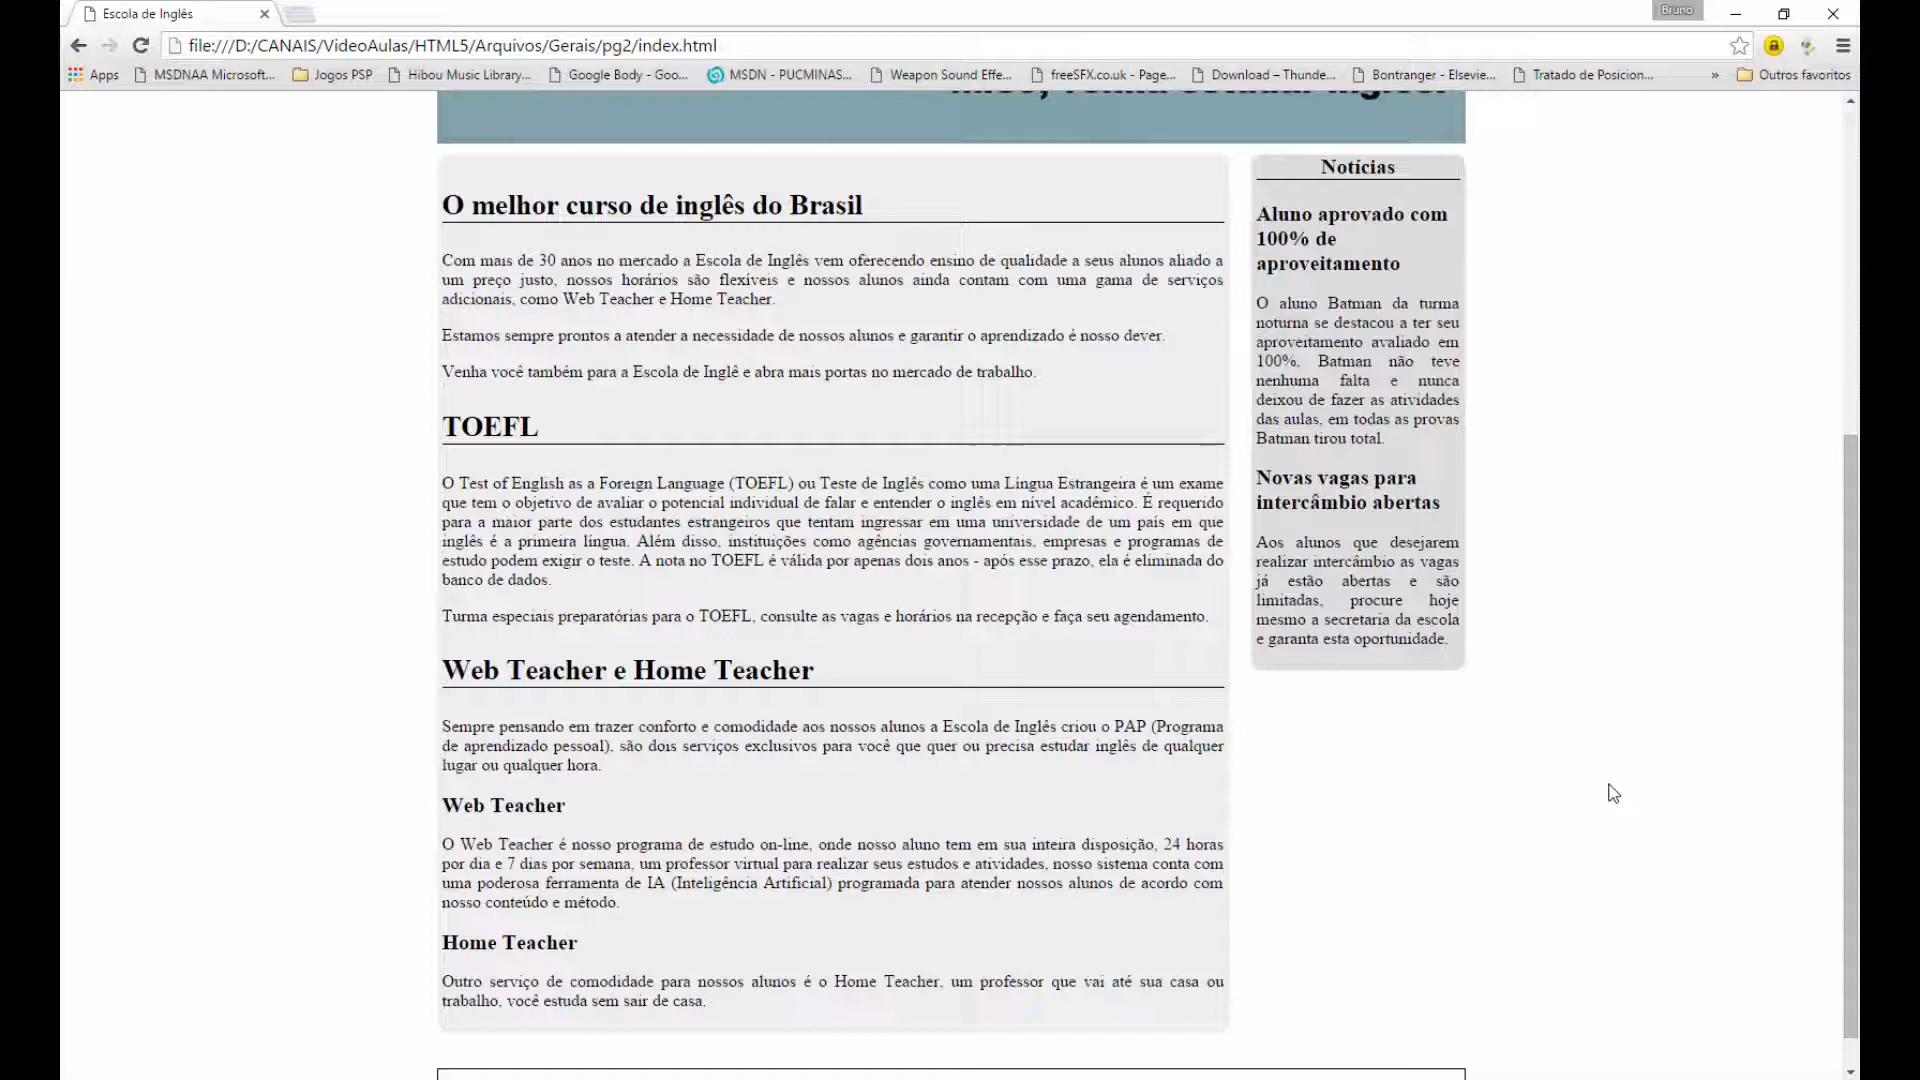 Escola de Inglês
Bruno
file:///D:/CANAIS/VideoAulas/HTML5/Arquivos/Gerais/pg2/index.html
Apps MSDNAA Microsoft... Jogos PSP Hibou Music Library... Google Body - Goo... MSDN - PUCMINAS... Weapon Sound Effe... freeSFX.co.uk - Page... Download – Thunde... Bontranger - Elsevie... Tratado de Posicion... » Outros favoritos
O melhor curso de inglês do Brasil
Com mais de 30 anos no mercado a Escola de Inglês vem oferecendo ensino de qualidade a seus alunos aliado a
um preço justo, nossos horários são flexíveis e nossos alunos ainda contam com uma gama de serviços
adicionais, como Web Teacher e Home Teacher.
Estamos sempre prontos a atender a necessidade de nossos alunos e garantir o aprendizado é nosso dever.
Venha você também para a Escola de Inglê e abra mais portas no mercado de trabalho.
TOEFL
O Test of English as a Foreign Language (TOEFL) ou Teste de Inglês como uma Língua Estrangeira é um exame
que tem o objetivo de avaliar o potencial individual de falar e entender o inglês em nível acadêmico. É requerido
para a maior parte dos estudantes estrangeiros que tentam ingressar em uma universidade de um país em que
inglês é a primeira língua. Além disso, instituições como agências governamentais, empresas e programas de
estudo podem exigir o teste. A nota no TOEFL é válida por apenas dois anos - após esse prazo, ela é eliminada do
banco de dados.
Turma especiais preparatórias para o TOEFL, consulte as vagas e horários na recepção e faça seu agendamento.
Web Teacher e Home Teacher
Sempre pensando em trazer conforto e comodidade aos nossos alunos a Escola de Inglês criou o PAP (Programa
de aprendizado pessoal), são dois serviços exclusivos para você que quer ou precisa estudar inglês de qualquer
lugar ou qualquer hora.
Web Teacher
O Web Teacher é nosso programa de estudo on-line, onde nosso aluno tem em sua inteira disposição, 24 horas
por dia e 7 dias por semana, um professor virtual para realizar seus estudos e atividades, nosso sistema conta com
uma poderosa ferramenta de IA (Inteligência Artificial) programada para atender nossos alunos de acordo com
nosso conteúdo e método.
Home Teacher
Outro serviço de comodidade para nossos alunos é o Home Teacher, um professor que vai até sua casa ou
trabalho, você estuda sem sair de casa.
Notícias
Aluno aprovado com
100% de
aproveitamento
O aluno Batman da turma
noturna se destacou a ter seu
aproveitamento avaliado em
100%, Batman não teve
nenhuma falta e nunca
deixou de fazer as atividades
das aulas, em todas as provas
Batman tirou total.
Novas vagas para
intercâmbio abertas
Aos alunos que desejarem
realizar intercâmbio as vagas
já estão abertas e são
limitadas, procure hoje
mesmo a secretaria da escola
e garanta esta oportunidade.